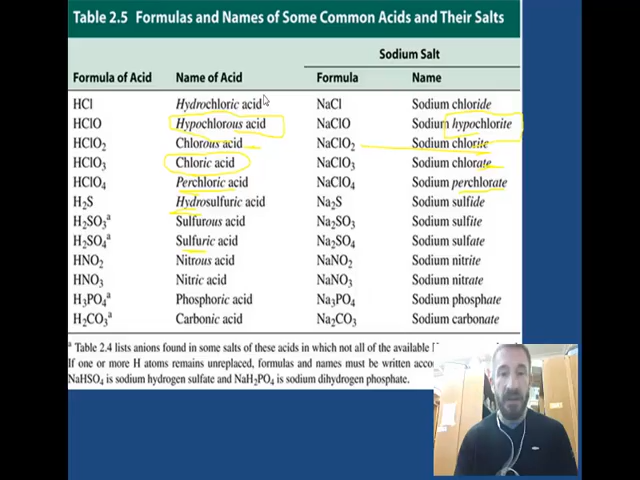 Table 2.5 Formulas and Names of Some Common Acids and Their Salts
Sodium Salt
Formula of Acid Name of Acid Formula Name
HCl Hydrochloric acid NaCl Sodium chloride
HClO Hypochlorous acid NaClO Sodium hypochlorite
HClO₂ Chlorous acid NaClO₂ Sodium chlorite
HClO₃ Chloric acid NaClO₃ Sodium chlorate
HClO₄ Perchloric acid NaClO₄ Sodium perchlorate
H₂S Hydrosulfuric acid Na₂S Sodium sulfide
H₂SO₃ᵃ Sulfurous acid Na₂SO₃ Sodium sulfite
H₂SO₄ᵃ Sulfuric acid Na₂SO₄ Sodium sulfate
HNO₂ Nitrous acid NaNO₂ Sodium nitrite
HNO₃ Nitric acid NaNO₃ Sodium nitrate
H₃PO₄ᵃ Phosphoric acid Na₃PO₄ Sodium phosphate
H₂CO₃ᵃ Carbonic acid Na₂CO₃ Sodium carbonate
ᵃ Table 2.4 lists anions found in some salts of these acids in which not all of the available
If one or more H atoms remains unreplaced, formulas and names must be written
NaHSO₄ is sodium hydrogen sulfate and NaH₂PO₄ is sodium dihydrogen phosphate.